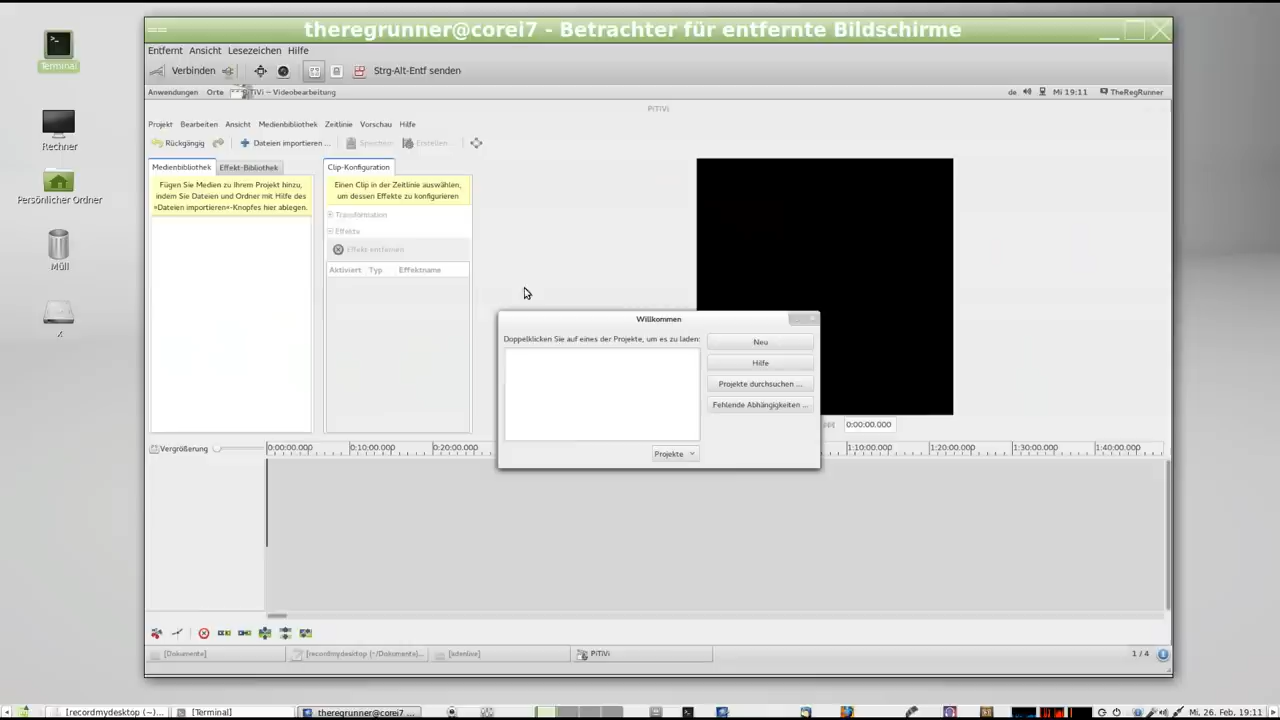 theregrunner@corei7 - Betrachter für entfernte Bildschirme
Terminal
Rechner
Persönlicher Ordner
Müll
Entfernt Ansicht Lesezeichen Hilfe
Verbinden Strg-Alt-Entf senden
Anwendungen Orte PiTiVi – Videobearbeitung de Mi 19:11 TheRegRunner
PiTiVi
Projekt Bearbeiten Ansicht Medienbibliothek Zeitlinie Vorschau Hilfe
Rückgängig Dateien importieren ... Speichern Erstellen
Medienbibliothek Effekt-Bibliothek Clip-Konfiguration
Fügen Sie Medien zu Ihrem Projekt hinzu,
indem Sie Dateien und Ordner mit Hilfe des
»Dateien importieren«-Knopfes hier ablegen.
Einen Clip in der Zeitlinie auswählen,
um dessen Effekte zu konfigurieren
Transformation
Effekte
Effekt entfernen
Aktiviert Typ Effektname
Willkommen
Doppelklicken Sie auf eines der Projekte, um es zu laden:
Neu
Hilfe
Projekte durchsuchen ...
Fehlende Abhängigkeiten ...
Projekte
0:00:00.000
Vergrößerung 0:00:00.000 0:10:00.000 0:20:00.000 1:10:00.000 1:20:00.000 1:30:00.000 1:40:00.000
[Dokumente] [recordmydesktop (~/Dokumente)... [kdenlive] PiTiVi 1 / 4
[recordmydesktop (~)... [Terminal] theregrunner@corei7 ... Mi. 26. Feb, 19:11